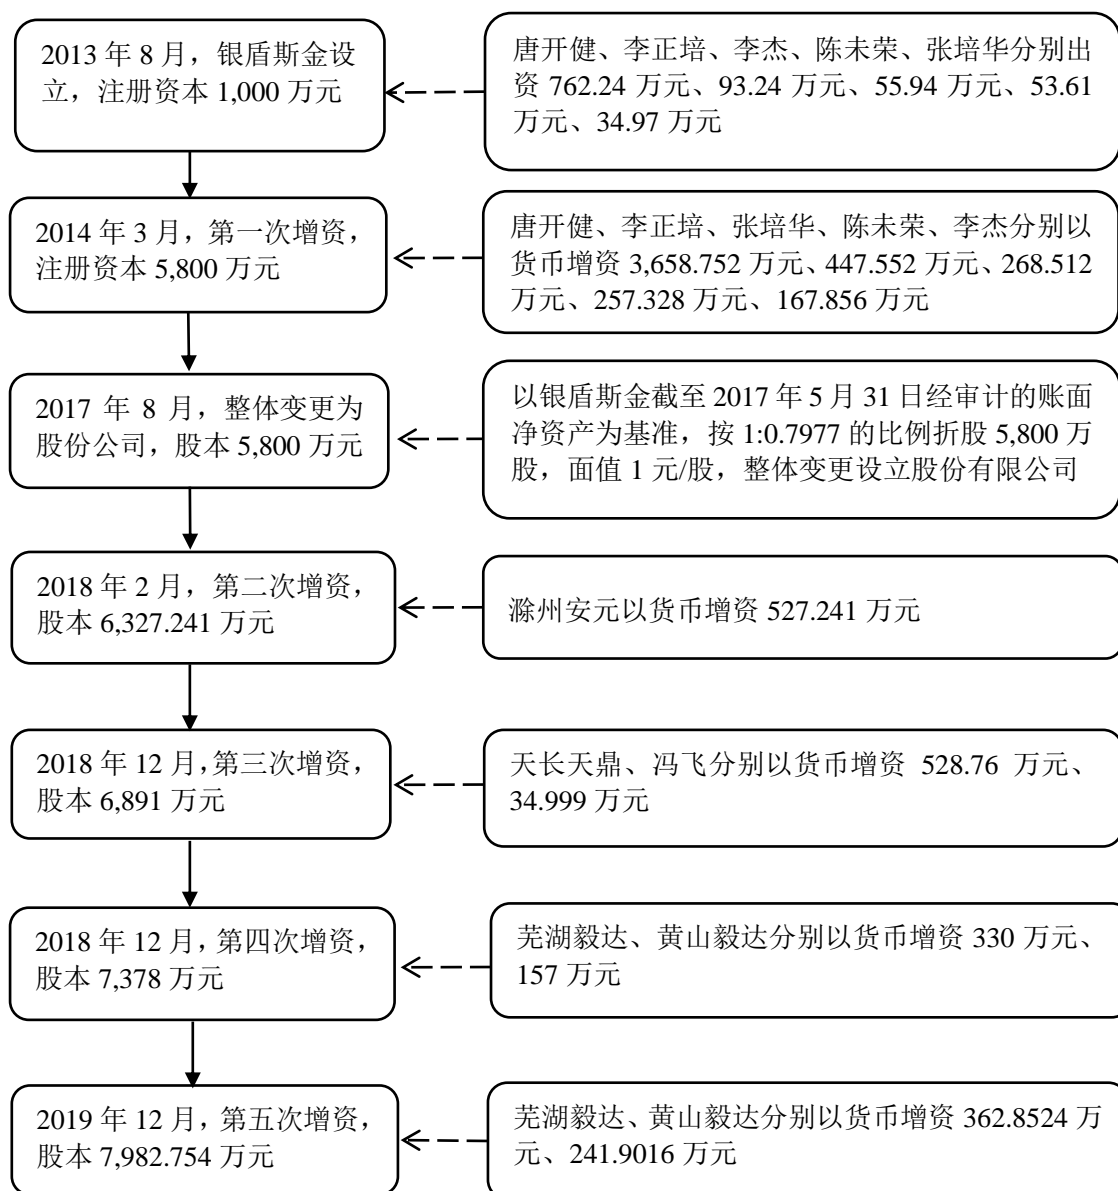 2013 年 8 月，银盾斯金设
立，注册资本 1,000 万元
唐开健、李正培、李杰、陈未荣、张培华分别出
资 762.24 万元、93.24 万元、55.94 万元、53.61
万元、34.97 万元
2014 年 3 月，第一次增资，
注册资本 5,800 万元
唐开健、李正培、张培华、陈未荣、李杰分别以
货币增资 3,658.752 万元、447.552 万元、268.512
万元、257.328 万元、167.856 万元
2017 年 8 月，整体变更为
股份公司，股本 5,800 万元
以银盾斯金截至 2017 年 5 月 31 日经审计的账面
净资产为基准，按 1:0.7977 的比例折股 5,800 万
股，面值 1 元/股，整体变更设立股份有限公司
2018 年 2 月，第二次增资，
股本 6,327.241 万元
滁州安元以货币增资 527.241 万元
2018 年 12 月，第三次增资，
股本 6,891 万元
天长天鼎、冯飞分别以货币增资 528.76 万元、
34.999 万元
2018 年 12 月，第四次增资，
股本 7,378 万元
芜湖毅达、黄山毅达分别以货币增资 330 万元、
157 万元
2019 年 12 月，第五次增资，
股本 7,982.754 万元
芜湖毅达、黄山毅达分别以货币增资 362.8524 万
元、241.9016 万元